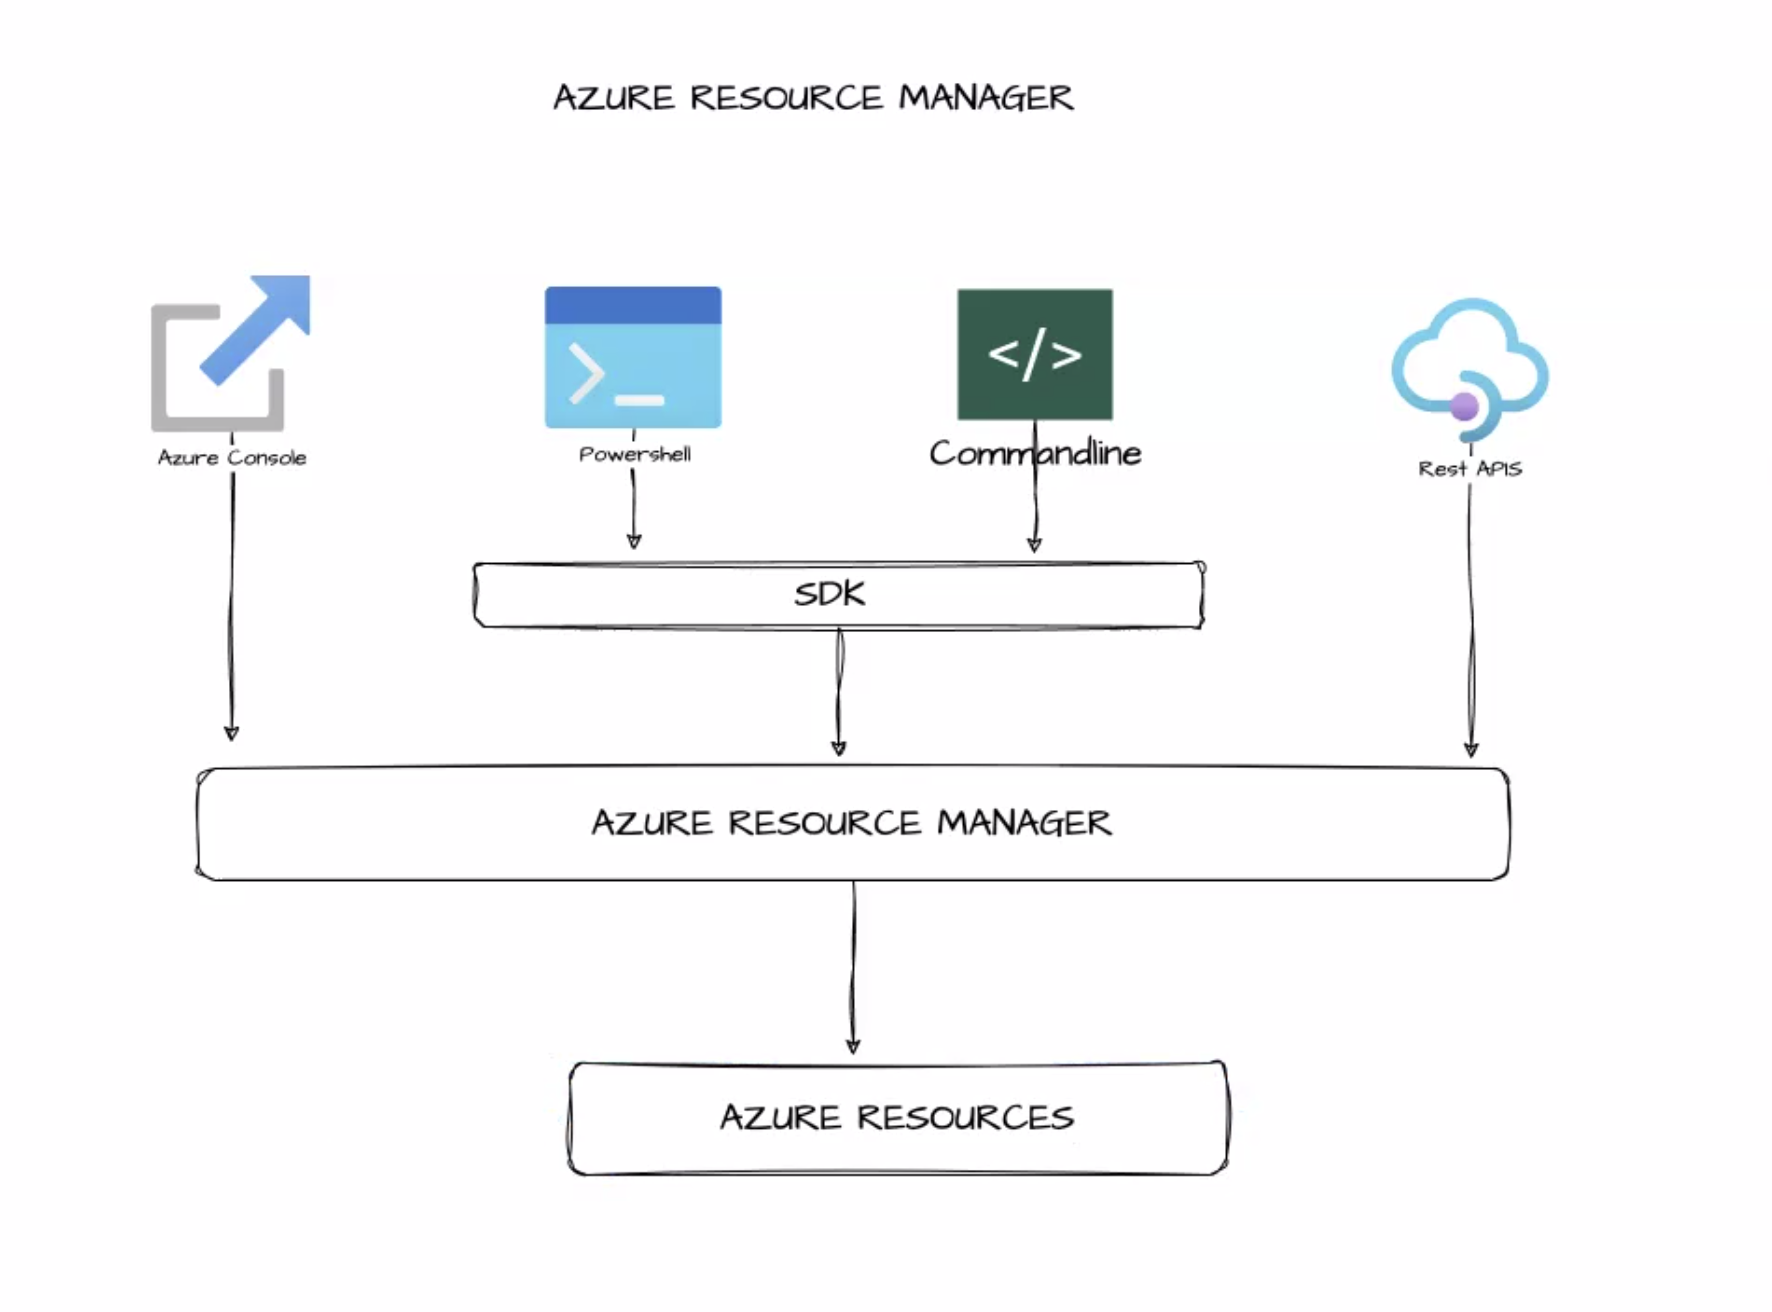 AZURE RESOURCE MANAGER
</>
>_
Azure Console
Powershell
Commandline
Rest APIS
SDK
AZURE RESOURCE MANAGER
AZURE RESOURCES